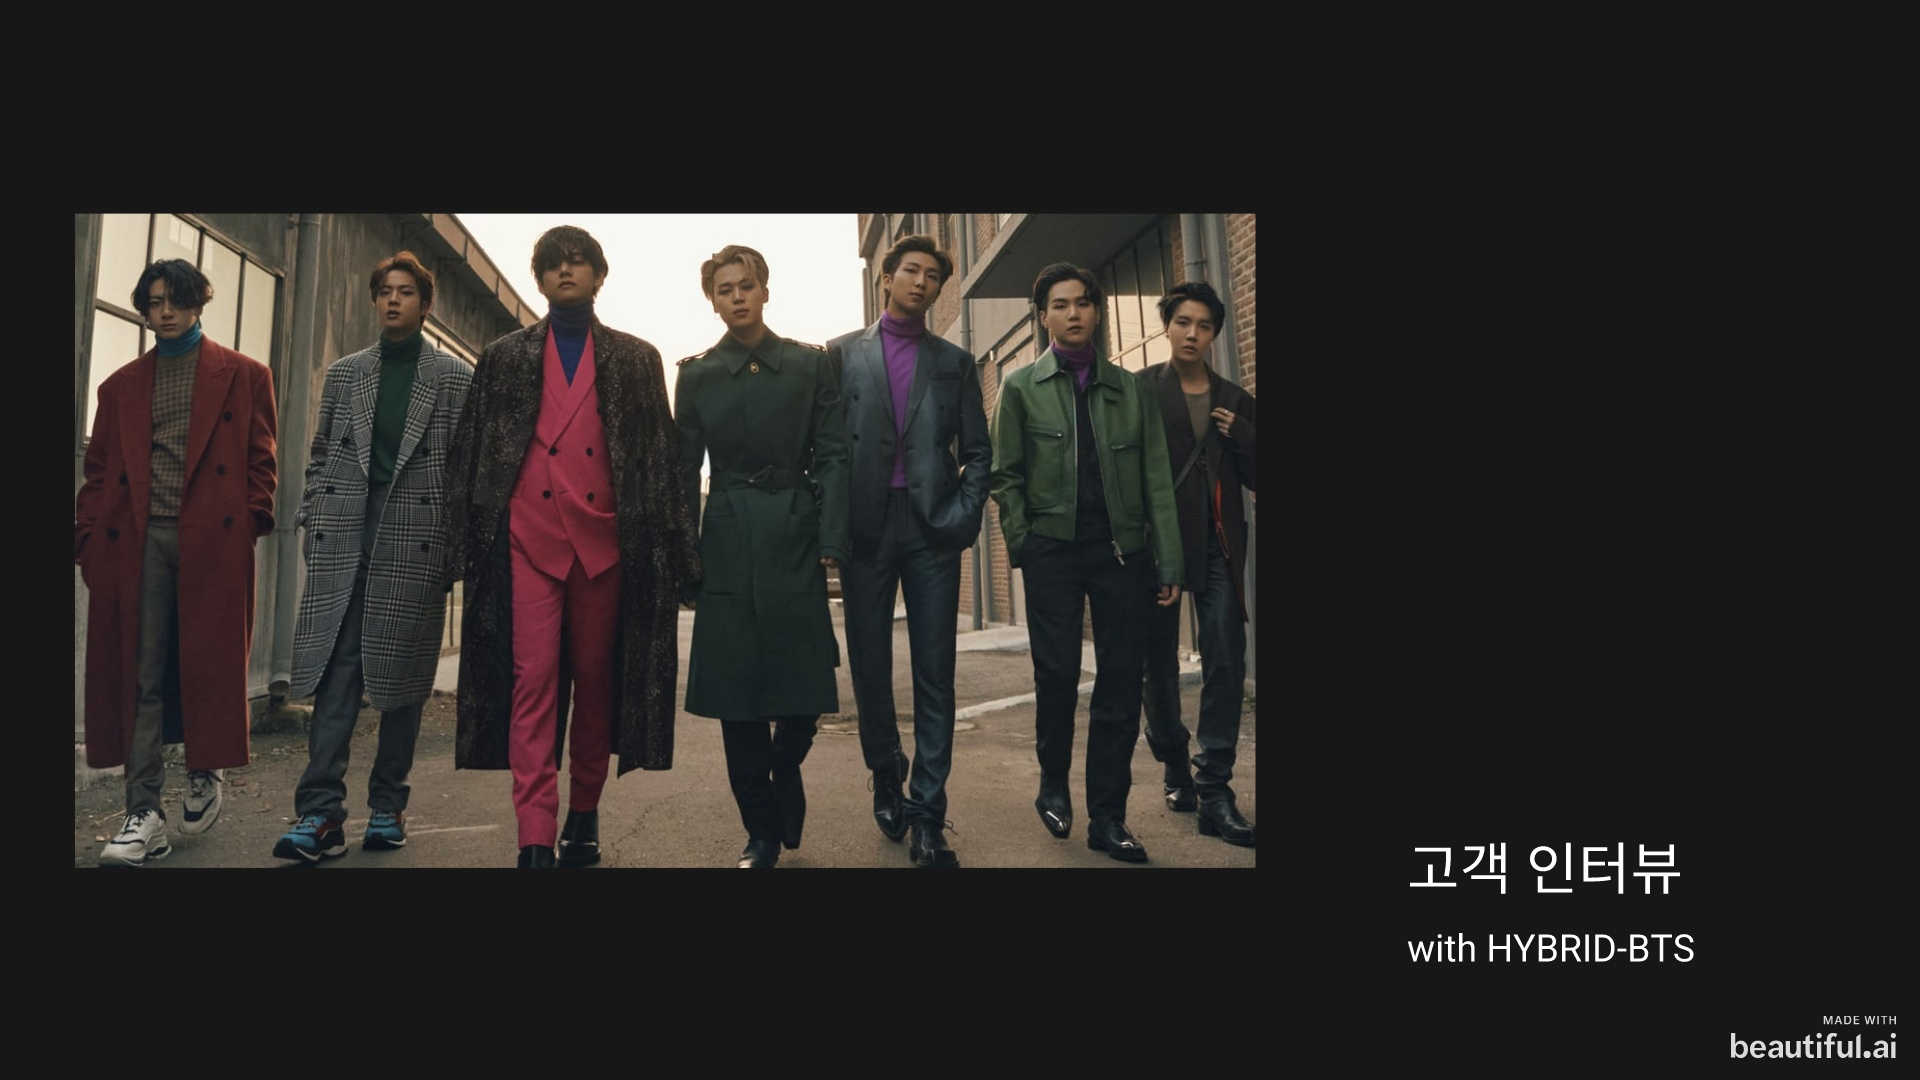 고객 인터뷰
with HYBRID-BTS
MADE WITH
beautiful.ai